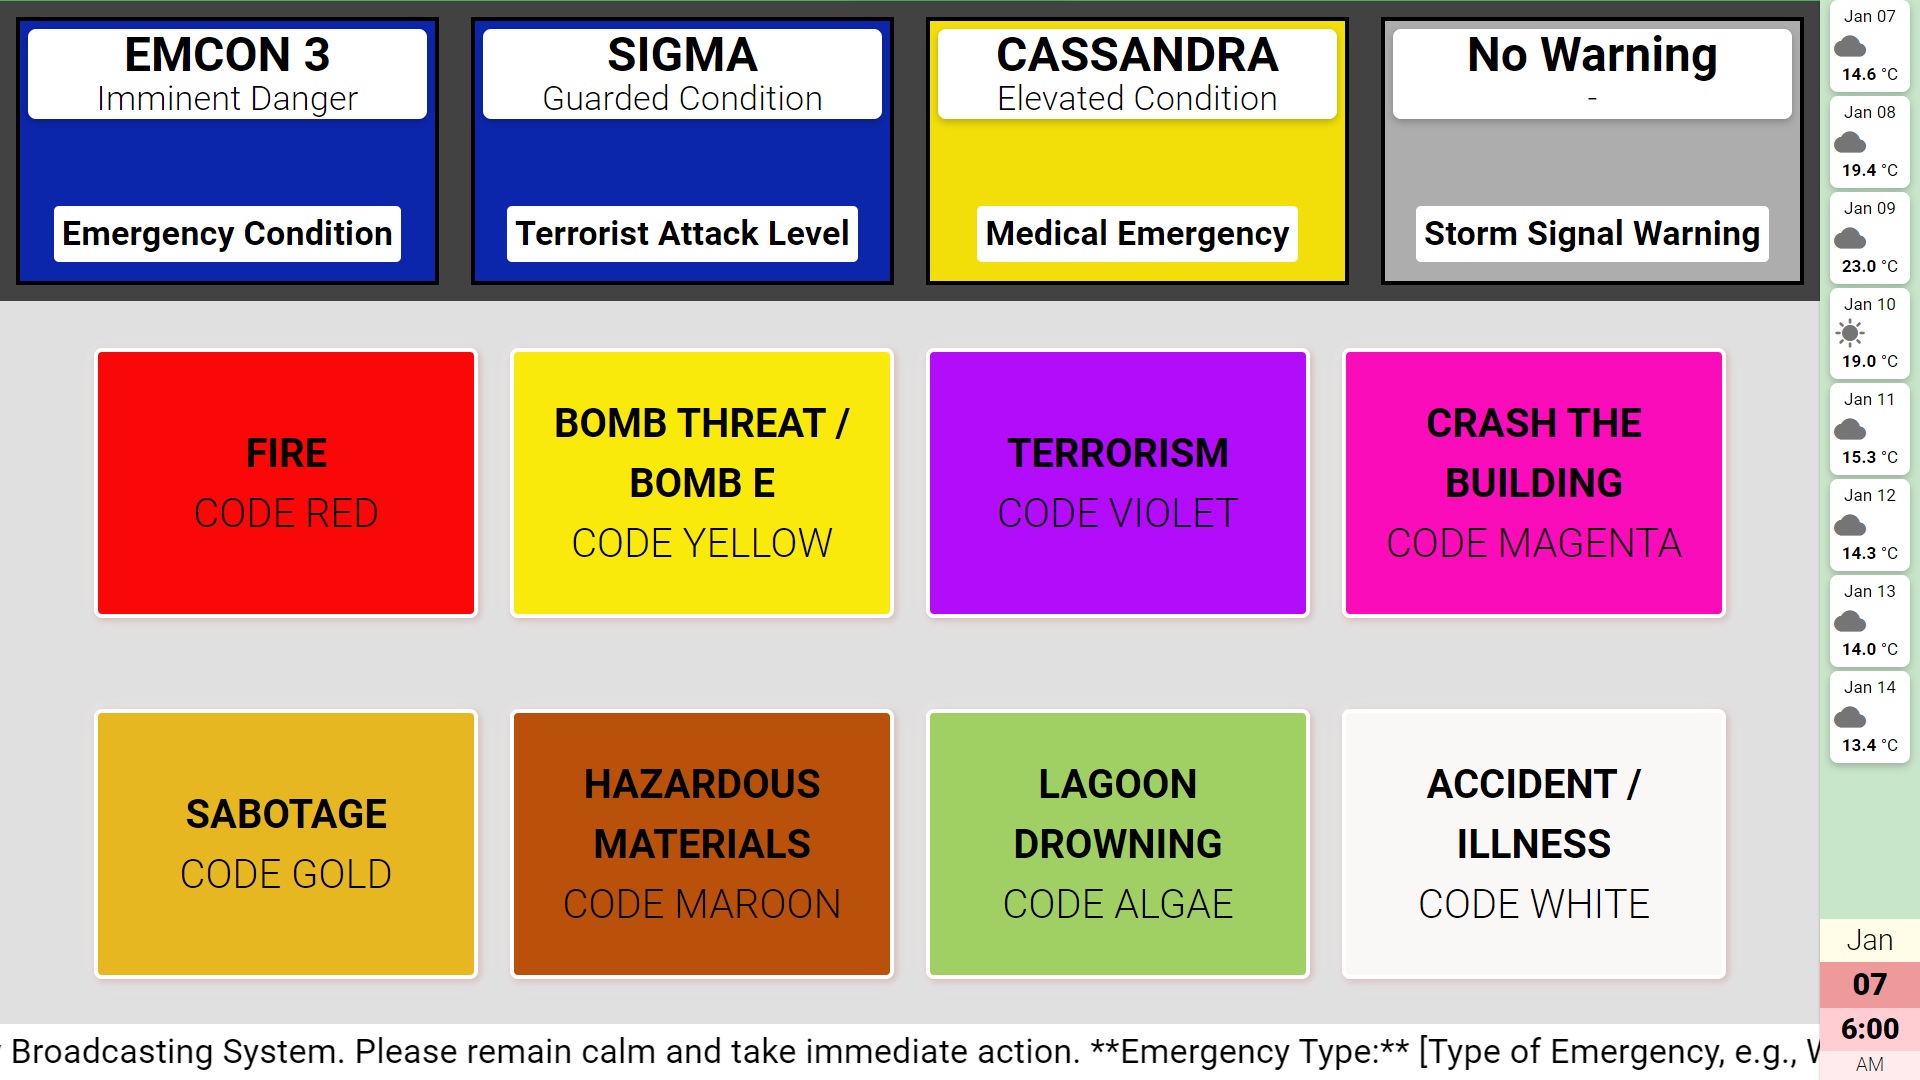 EMCON 3
Imminent Danger
Emergency Condition
SIGMA
Guarded Condition
Terrorist Attack Level
CASSANDRA
Elevated Condition
Medical Emergency
No Warning
-
Storm Signal Warning
FIRE
CODE RED
BOMB THREAT /
BOMB E
CODE YELLOW
TERRORISM
CODE VIOLET
CRASH THE
BUILDING
CODE MAGENTA
SABOTAGE
CODE GOLD
HAZARDOUS
MATERIALS
CODE MAROON
LAGOON
DROWNING
CODE ALGAE
ACCIDENT /
ILLNESS
CODE WHITE
Broadcasting System. Please remain calm and take immediate action. **Emergency Type:** [Type of Emergency, e.g.,
Jan 07
14.6 °C
Jan 08
19.4 °C
Jan 09
23.0 °C
Jan 10
19.0 °C
Jan 11
15.3 °C
Jan 12
14.3 °C
Jan 13
14.0 °C
Jan 14
13.4 °C
Jan
07
6:00
AM